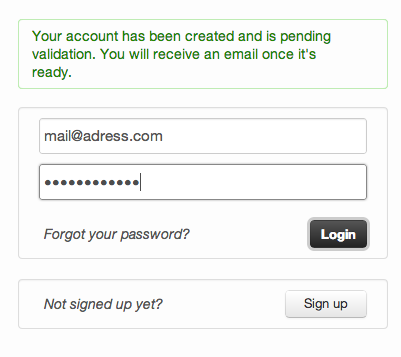 Your account has been created and is pending
validation. You will receive an email once it's
ready.
mail@adress.com
••••••••••••
Forgot your password?
Login
Not signed up yet?
Sign up